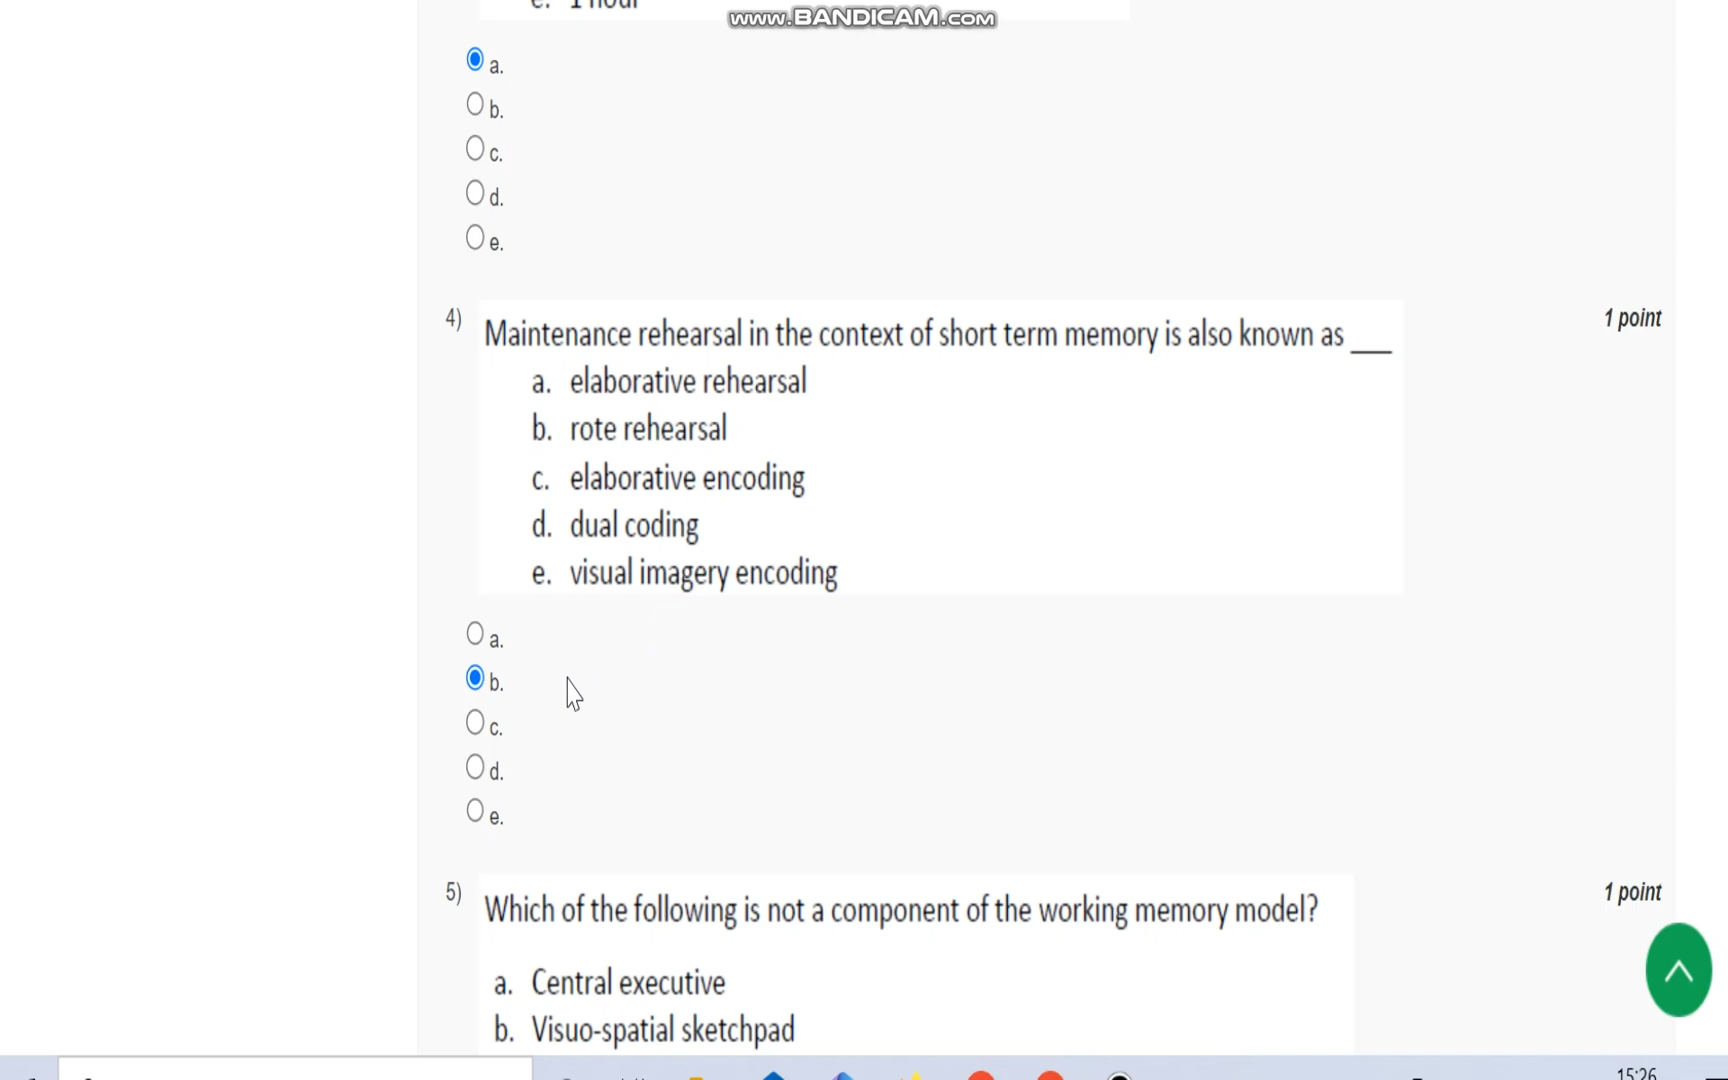 e. 1 hour
www.BANDICAM.com
a.
b.
c.
d.
e.
4)
1 point
Maintenance rehearsal in the context of short term memory is also known as ___
a. elaborative rehearsal
b. rote rehearsal
c. elaborative encoding
d. dual coding
e. visual imagery encoding
a.
b.
c.
d.
e.
5)
1 point
Which of the following is not a component of the working memory model?
a. Central executive
b. Visuo-spatial sketchpad
15:26